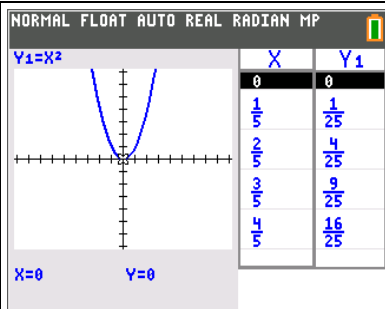 NORMAL FLOAT AUTO REAL RADIAN MP
Y₁=X²
X Y₁
0 0
1/5 1/25
2/5 4/25
3/5 9/25
4/5 16/25
X=0 Y=0